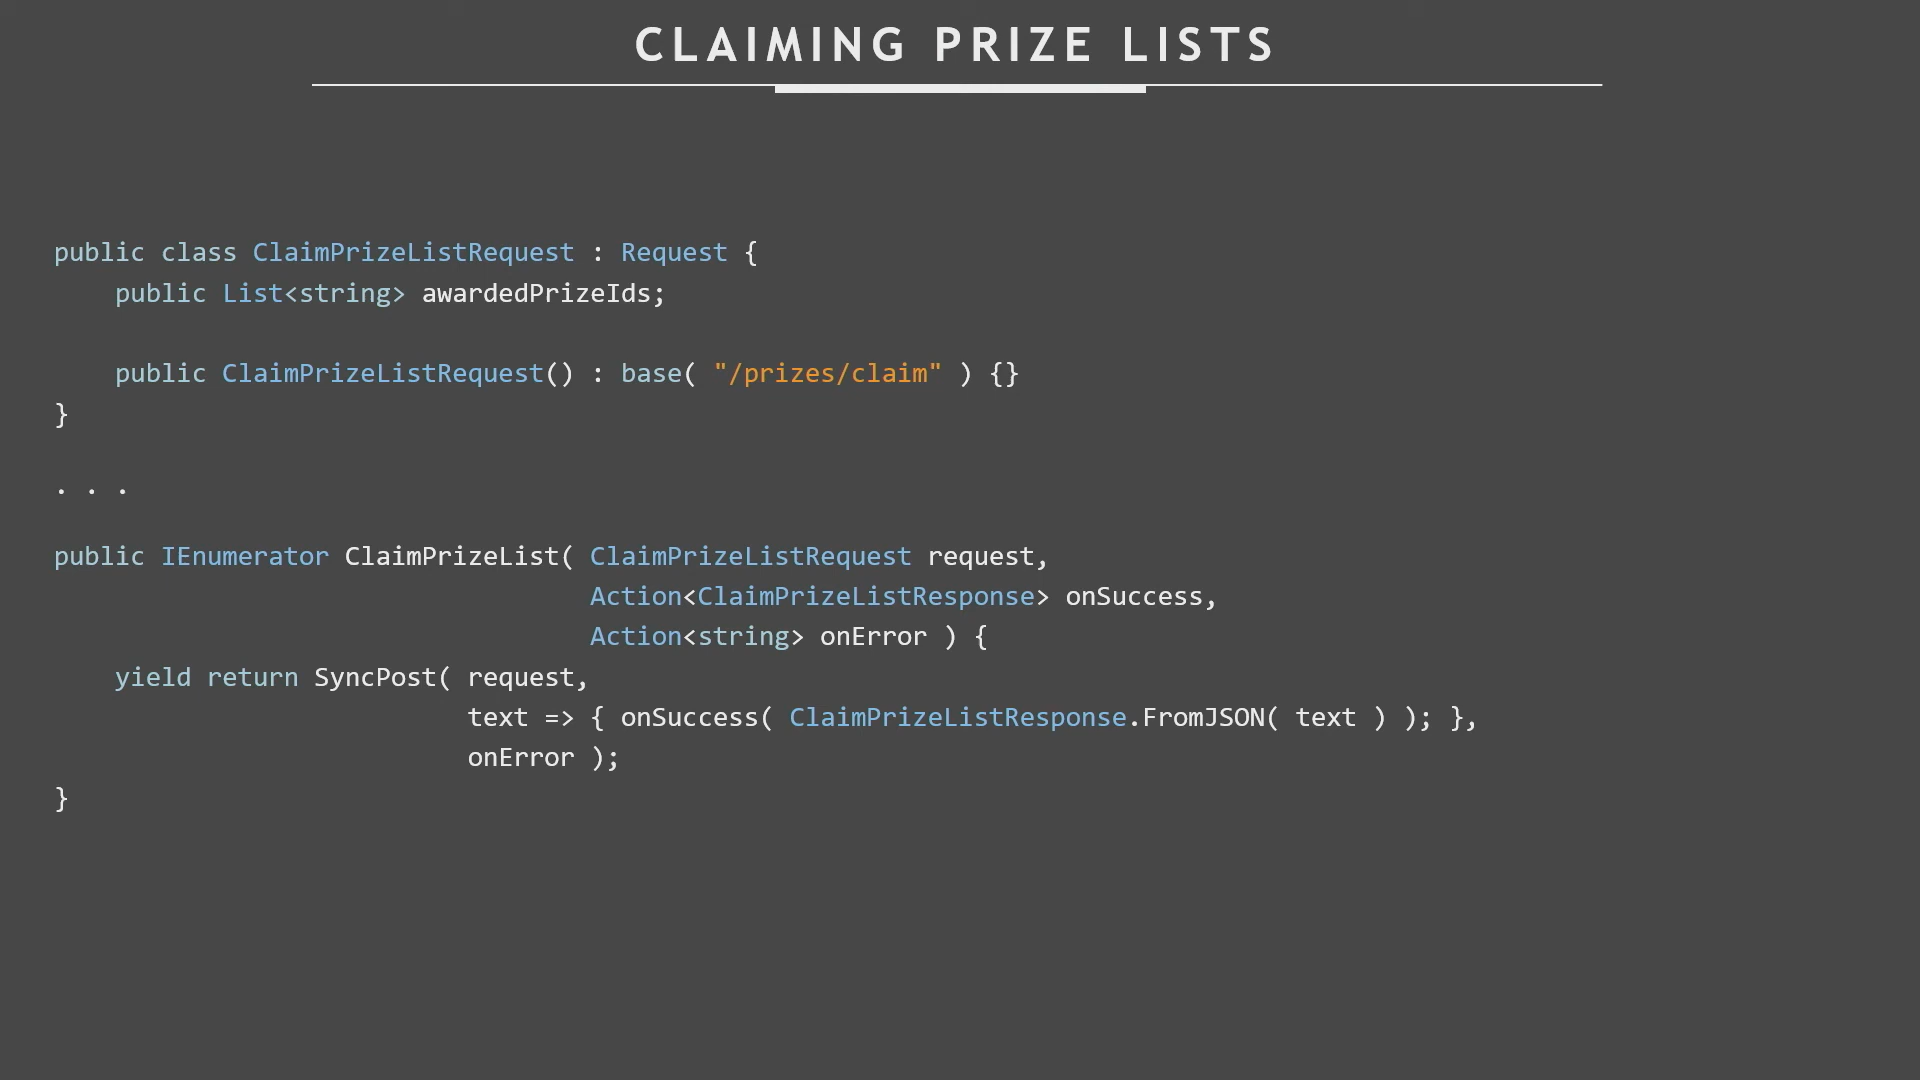 CLAIMING PRIZE LISTS
public class ClaimPrizeListRequest : Request {
    public List<string> awardedPrizeIds;
    public ClaimPrizeListRequest() : base( "/prizes/claim" ) {}
}
. . .
public IEnumerator ClaimPrizeList( ClaimPrizeListRequest request,
                                   Action<ClaimPrizeListResponse> onSuccess,
                                   Action<string> onError ) {
    yield return SyncPost( request,
                           text => { onSuccess( ClaimPrizeListResponse.FromJSON( text ) ); },
                           onError );
}